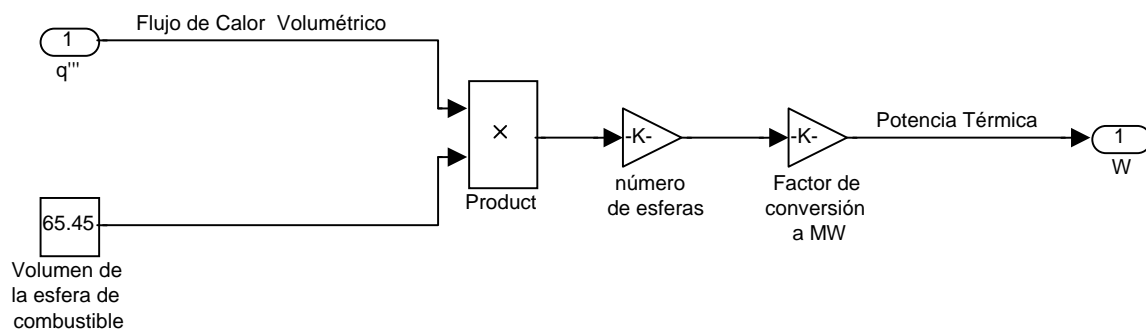 Flujo de Calor Volumétrico
1
q'''
65.45
Volumen de
la esfera de
combustible
×
Product
-K-
número
de esferas
-K-
Factor de
conversión
a MW
Potencia Térmica
1
W